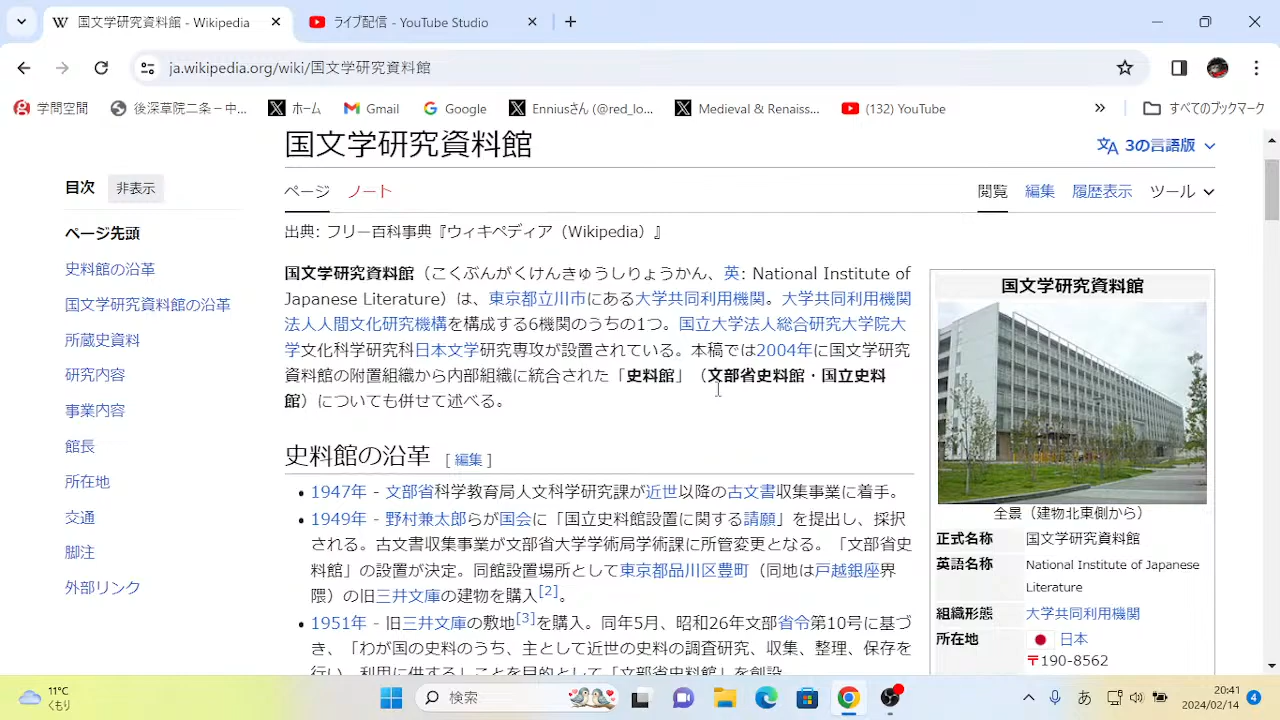 国文学研究資料館 - Wikipedia
ライブ配信 - YouTube Studio
ja.wikipedia.org/wiki/国文学研究資料館
学問空間
後深草院二条－中...
ホーム
Gmail
Google
Enniusさん (@red_lo...
Medieval & Renaiss...
(132) YouTube
すべてのブックマーク
国文学研究資料館
3の言語版
目次
非表示
ページ先頭
史料館の沿革
国文学研究資料館の沿革
所蔵史資料
研究内容
事業内容
館長
所在地
交通
脚注
外部リンク
ページ ノート
閲覧 編集 履歴表示 ツール
出典: フリー百科事典『ウィキペディア（Wikipedia）』
国文学研究資料館（こくぶんがくけんきゅうしりょうかん、英: National Institute of
Japanese Literature）は、東京都立川市にある大学共同利用機関。大学共同利用機関
法人人間文化研究機構を構成する6機関のうちの1つ。国立大学法人総合研究大学院大
学文化科学研究科日本文学研究専攻が設置されている。本稿では2004年に国文学研究
資料館の附置組織から内部組織に統合された「史料館」（文部省史料館・国立史料
館）についても併せて述べる。
史料館の沿革 [ 編集 ]
1947年 - 文部省科学教育局人文科学研究課が近世以降の古文書収集事業に着手。
1949年 - 野村兼太郎らが国会に「国立史料館設置に関する請願」を提出し、採択
される。古文書収集事業が文部省大学学術局学術課に所管変更となる。「文部省史
料館」の設置が決定。同館設置場所として東京都品川区豊町（同地は戸越銀座界
隈）の旧三井文庫の建物を購入[2]。
1951年 - 旧三井文庫の敷地[3]を購入。同年5月、昭和26年文部省令第10号に基づ
き、「わが国の史料のうち、主として近世の史料の調査研究、収集、整理、保存を
行い、利用に供する」ことを目的として「文部省史料館」を創設
国文学研究資料館
全景（建物北東側から）
正式名称 国文学研究資料館
英語名称 National Institute of Japanese
Literature
組織形態 大学共同利用機関
所在地 日本
〒190-8562
11°C
くもり
検索
あ
20:41
2024/02/14
4